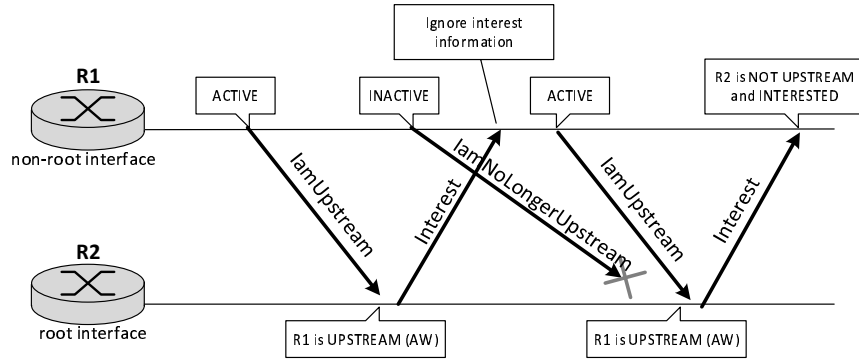 Ignore interest
information
R1
ACTIVE
INACTIVE
ACTIVE
R2 is NOT UPSTREAM
and INTERESTED
non-root interface
IamUpstream
Interest
IamNoLongerUpstream
IamUpstream
Interest
R2
root interface
R1 is UPSTREAM (AW)
R1 is UPSTREAM (AW)